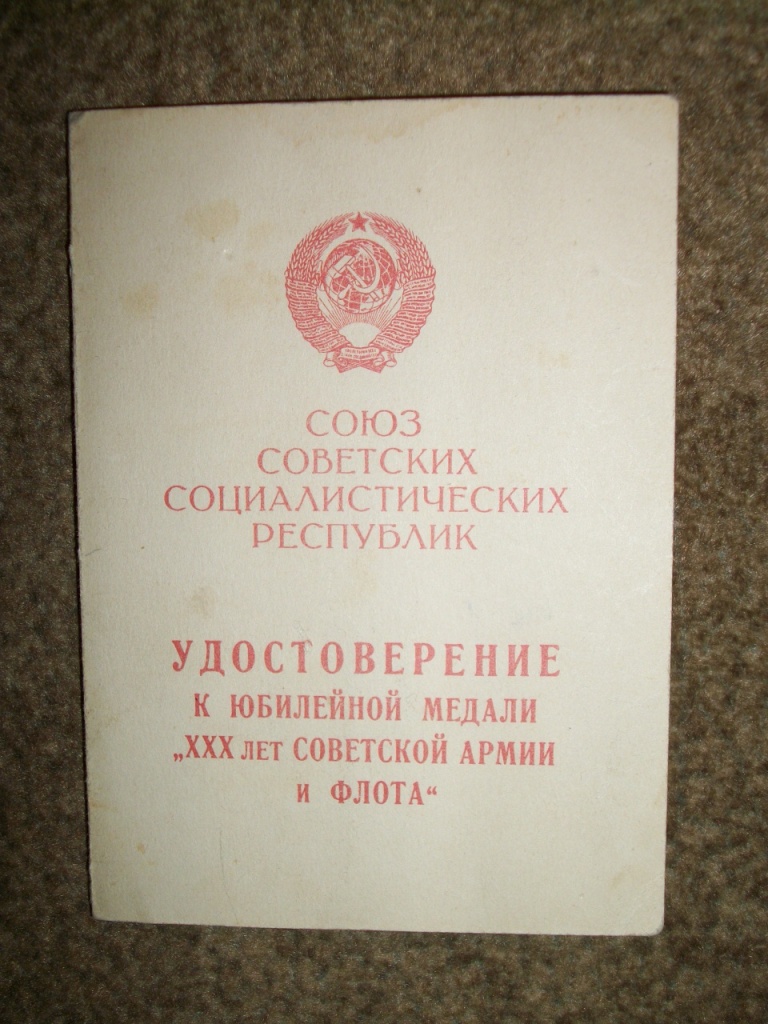 СОЮЗ
СОВЕТСКИХ
СОЦИАЛИСТИЧЕСКИХ
РЕСПУБЛИК
УДОСТОВЕРЕНИЕ
К ЮБИЛЕЙНОЙ МЕДАЛИ
„XXX ЛЕТ СОВЕТСКОЙ АРМИИ
И ФЛОТА“